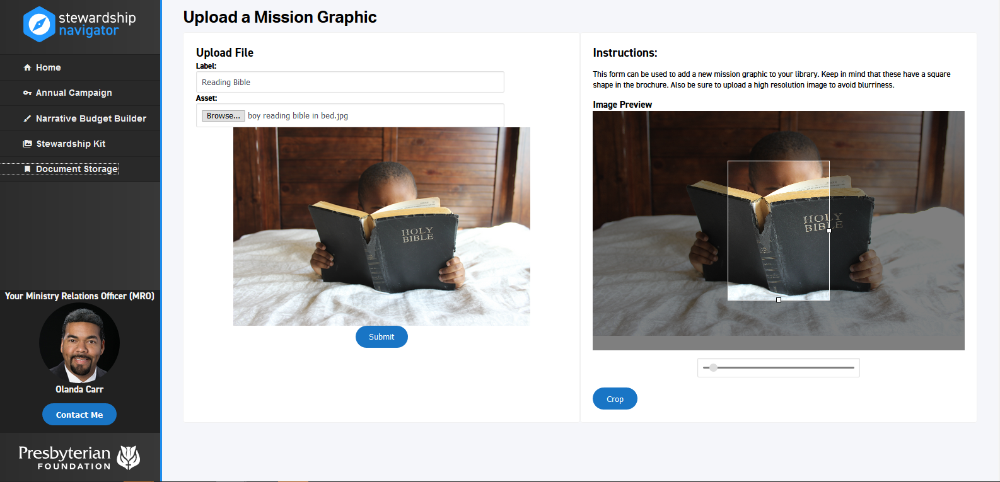 stewardship
navigator
Home
Annual Campaign
Narrative Budget Builder
Stewardship Kit
Document Storage
Your Ministry Relations Officer (MRO)
Olanda Carr
Contact Me
Presbyterian
FOUNDATION
Upload a Mission Graphic
Upload File
Label:
Reading Bible
Asset:
Browse... boy reading bible in bed.jpg
HOLY
BIBLE
Submit
Instructions:
This form can be used to add a new mission graphic to your library. Keep in mind that these have a square
shape in the brochure. Also be sure to upload a high resolution image to avoid blurriness.
Image Preview
HOLY
BIBLE
Crop